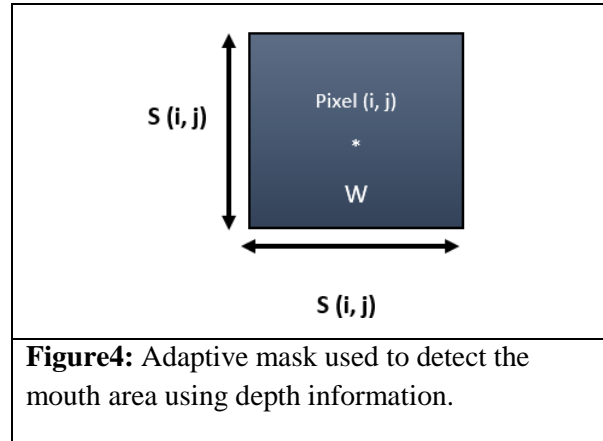 Pixel (i, j)
S (i, j)
*
W
S (i, j)
Figure4: Adaptive mask used to detect the
mouth area using depth information.